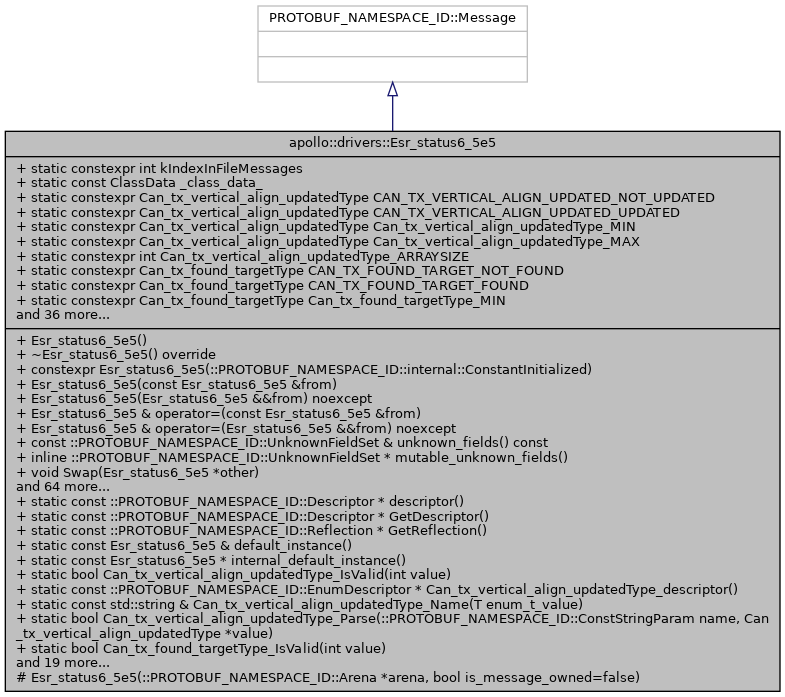 PROTOBUF_NAMESPACE_ID::Message
apollo::drivers::Esr_status6_5e5
+ static constexpr int kIndexInFileMessages
+ static const ClassData _class_data_
+ static constexpr Can_tx_vertical_align_updatedType CAN_TX_VERTICAL_ALIGN_UPDATED_NOT_UPDATED
+ static constexpr Can_tx_vertical_align_updatedType CAN_TX_VERTICAL_ALIGN_UPDATED_UPDATED
+ static constexpr Can_tx_vertical_align_updatedType Can_tx_vertical_align_updatedType_MIN
+ static constexpr Can_tx_vertical_align_updatedType Can_tx_vertical_align_updatedType_MAX
+ static constexpr int Can_tx_vertical_align_updatedType_ARRAYSIZE
+ static constexpr Can_tx_found_targetType CAN_TX_FOUND_TARGET_NOT_FOUND
+ static constexpr Can_tx_found_targetType CAN_TX_FOUND_TARGET_FOUND
+ static constexpr Can_tx_found_targetType Can_tx_found_targetType_MIN
and 36 more...
+ Esr_status6_5e5()
+ ~Esr_status6_5e5() override
+ constexpr Esr_status6_5e5(::PROTOBUF_NAMESPACE_ID::internal::ConstantInitialized)
+ Esr_status6_5e5(const Esr_status6_5e5 &from)
+ Esr_status6_5e5(Esr_status6_5e5 &&from) noexcept
+ Esr_status6_5e5 & operator=(const Esr_status6_5e5 &from)
+ Esr_status6_5e5 & operator=(Esr_status6_5e5 &&from) noexcept
+ const ::PROTOBUF_NAMESPACE_ID::UnknownFieldSet & unknown_fields() const
+ inline ::PROTOBUF_NAMESPACE_ID::UnknownFieldSet * mutable_unknown_fields()
+ void Swap(Esr_status6_5e5 *other)
and 64 more...
+ static const ::PROTOBUF_NAMESPACE_ID::Descriptor * descriptor()
+ static const ::PROTOBUF_NAMESPACE_ID::Descriptor * GetDescriptor()
+ static const ::PROTOBUF_NAMESPACE_ID::Reflection * GetReflection()
+ static const Esr_status6_5e5 & default_instance()
+ static const Esr_status6_5e5 * internal_default_instance()
+ static bool Can_tx_vertical_align_updatedType_IsValid(int value)
+ static const ::PROTOBUF_NAMESPACE_ID::EnumDescriptor * Can_tx_vertical_align_updatedType_descriptor()
+ static const std::string & Can_tx_vertical_align_updatedType_Name(T enum_t_value)
+ static bool Can_tx_vertical_align_updatedType_Parse(::PROTOBUF_NAMESPACE_ID::ConstStringParam name, Can
_tx_vertical_align_updatedType *value)
+ static bool Can_tx_found_targetType_IsValid(int value)
and 19 more...
# Esr_status6_5e5(::PROTOBUF_NAMESPACE_ID::Arena *arena, bool is_message_owned=false)